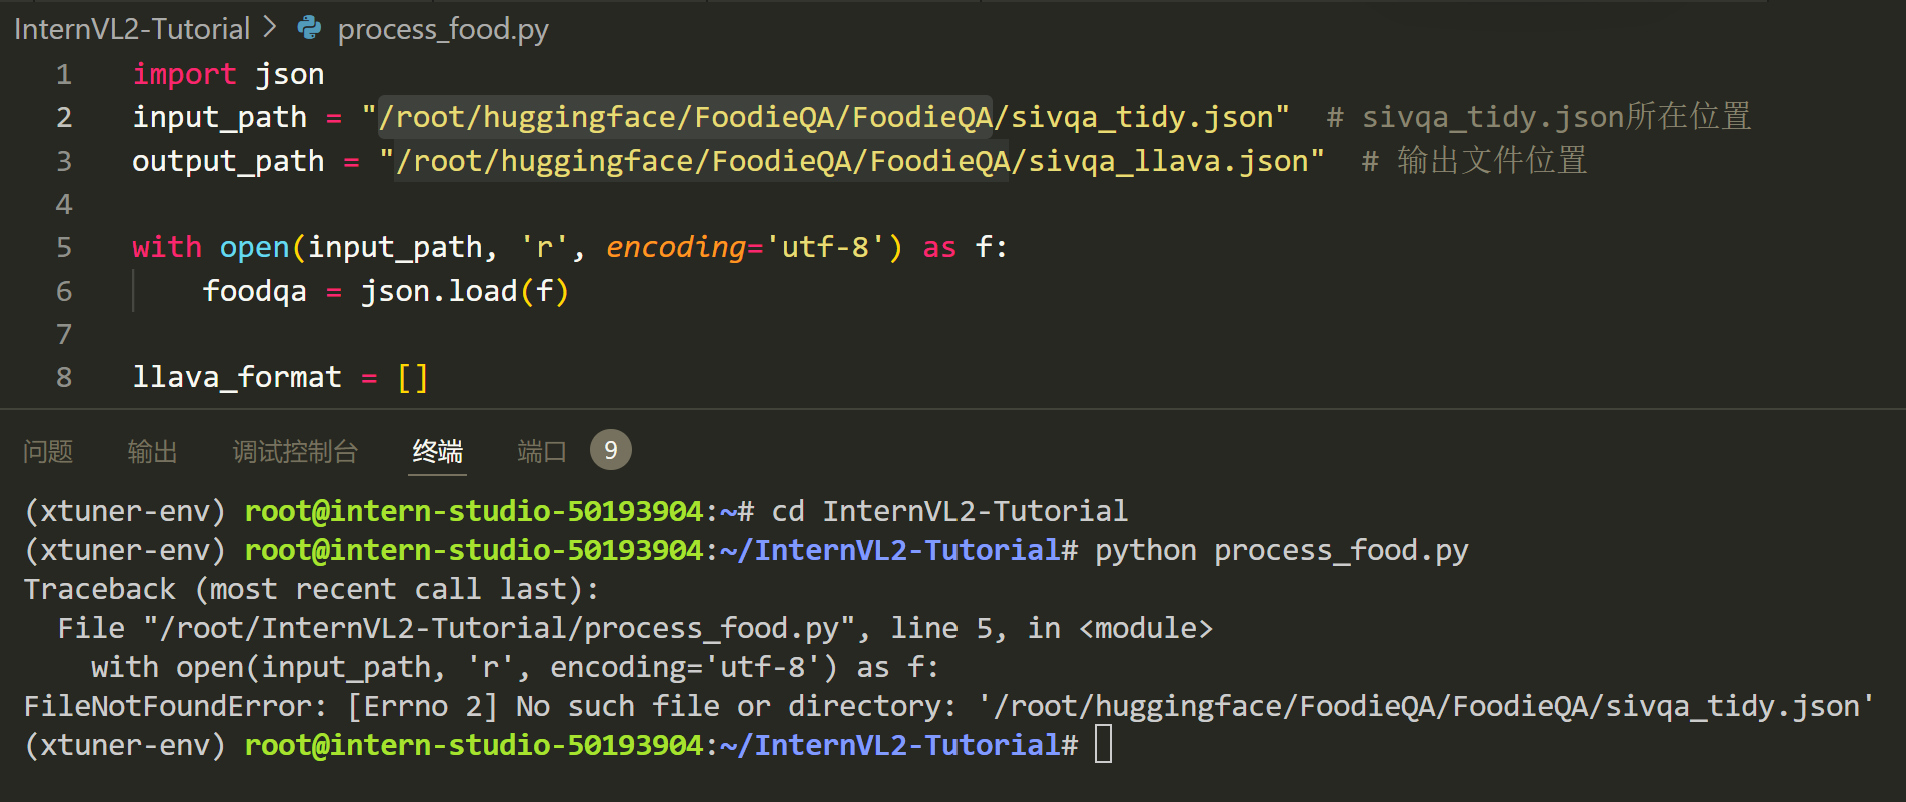 InternVL2-Tutorial > process_food.py
1 import json
2 input_path = "/root/huggingface/FoodieQA/FoodieQA/sivqa_tidy.json"  # sivqa_tidy.json所在位置
3 output_path = "/root/huggingface/FoodieQA/FoodieQA/sivqa_llava.json"  # 输出文件位置
4
5 with open(input_path, 'r', encoding='utf-8') as f:
6     foodqa = json.load(f)
7
8 llava_format = []
问题 输出 调试控制台 终端 端口 9
(xtuner-env) root@intern-studio-50193904:~# cd InternVL2-Tutorial
(xtuner-env) root@intern-studio-50193904:~/InternVL2-Tutorial# python process_food.py
Traceback (most recent call last):
  File "/root/InternVL2-Tutorial/process_food.py", line 5, in <module>
    with open(input_path, 'r', encoding='utf-8') as f:
FileNotFoundError: [Errno 2] No such file or directory: '/root/huggingface/FoodieQA/FoodieQA/sivqa_tidy.json'
(xtuner-env) root@intern-studio-50193904:~/InternVL2-Tutorial#